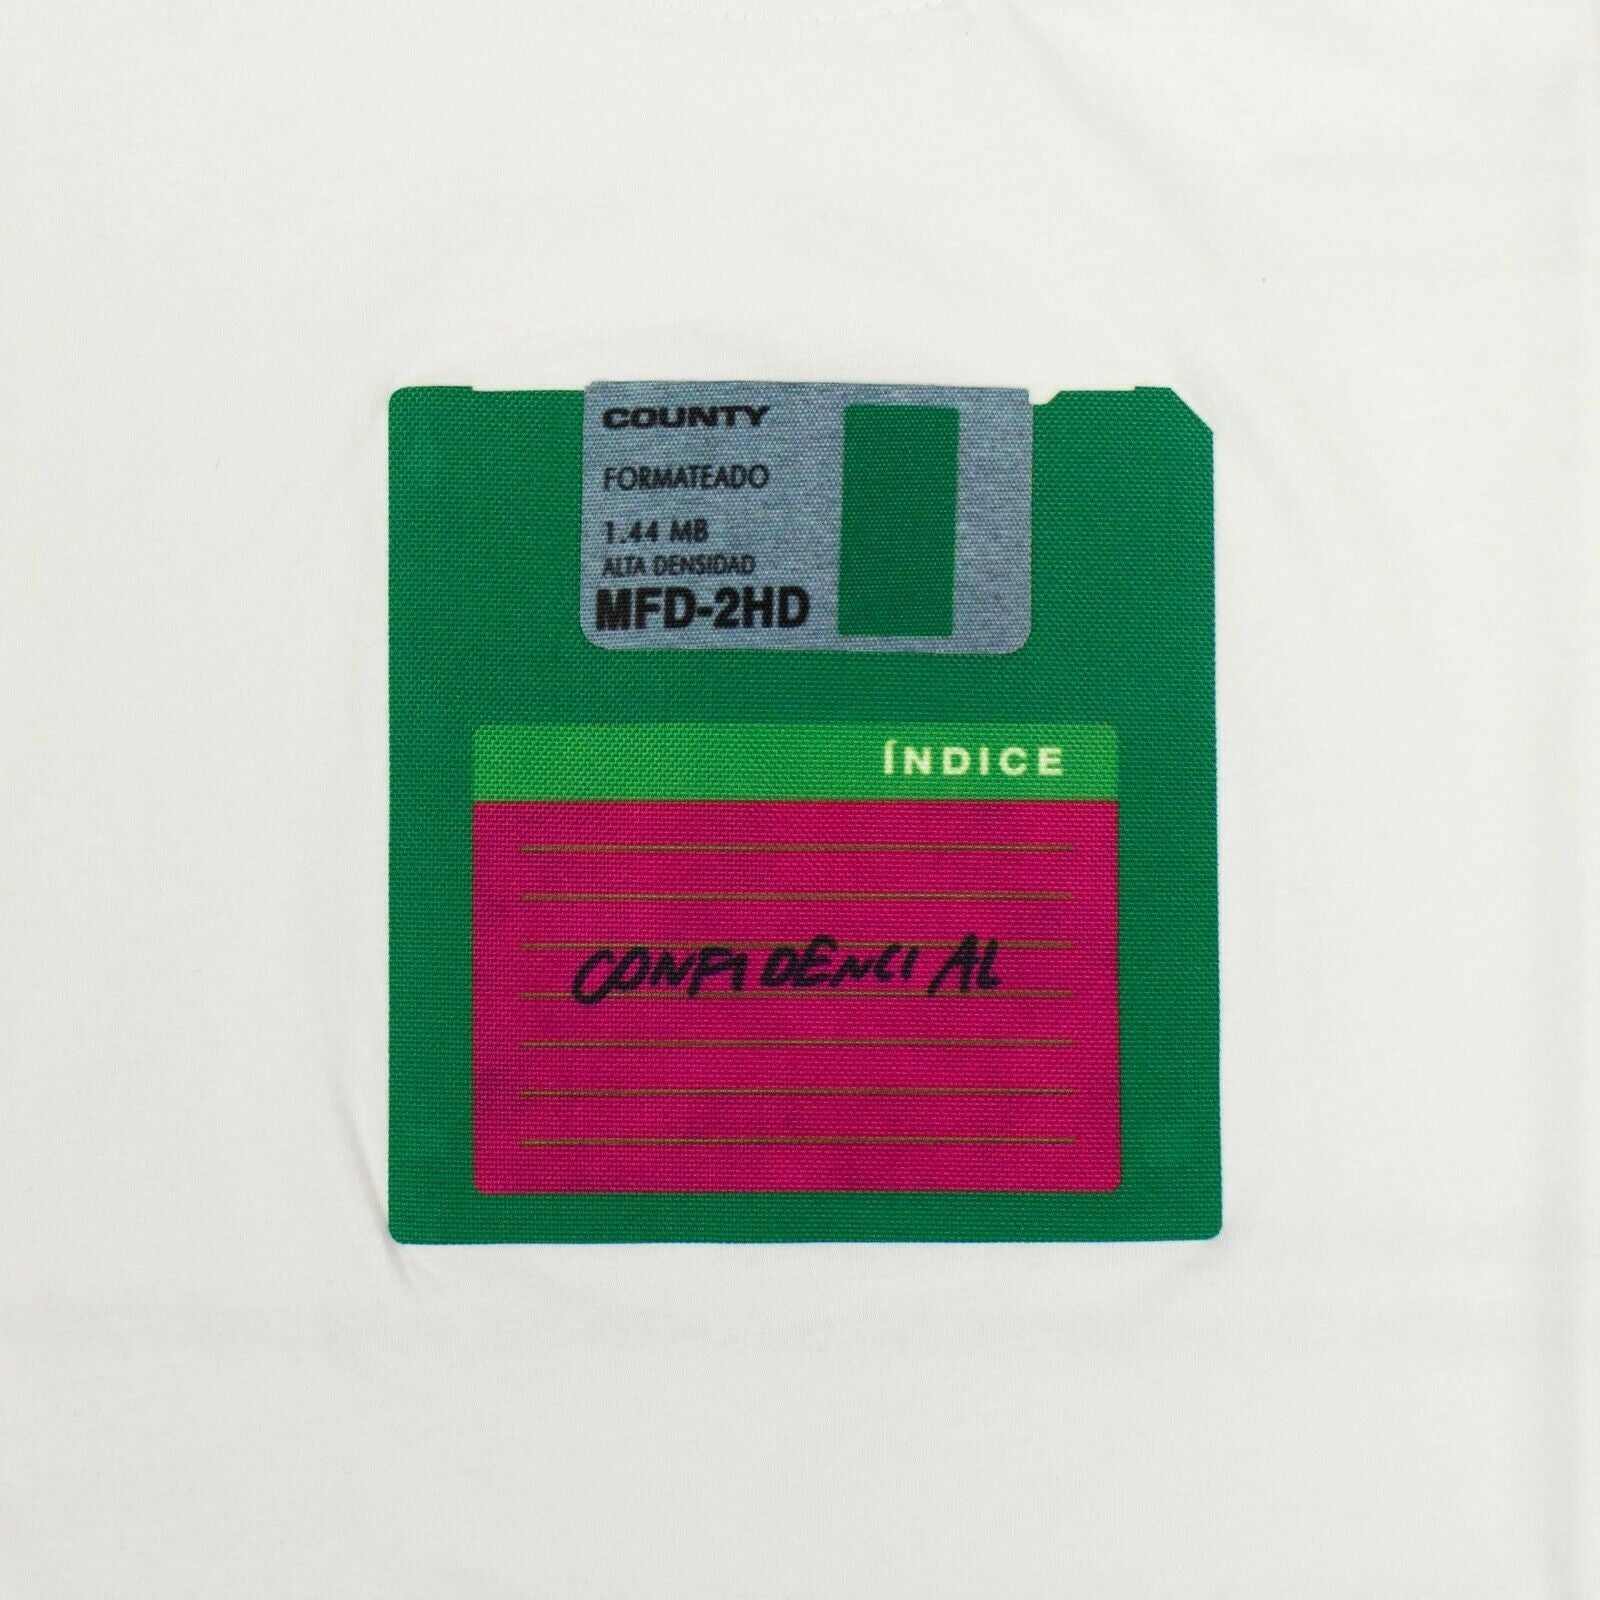 COUNTY
FORMATEADO
1.44 MB
ALTA DENSIDAD
MFD-2HD
ÍNDICE
CONFIDENCIAL